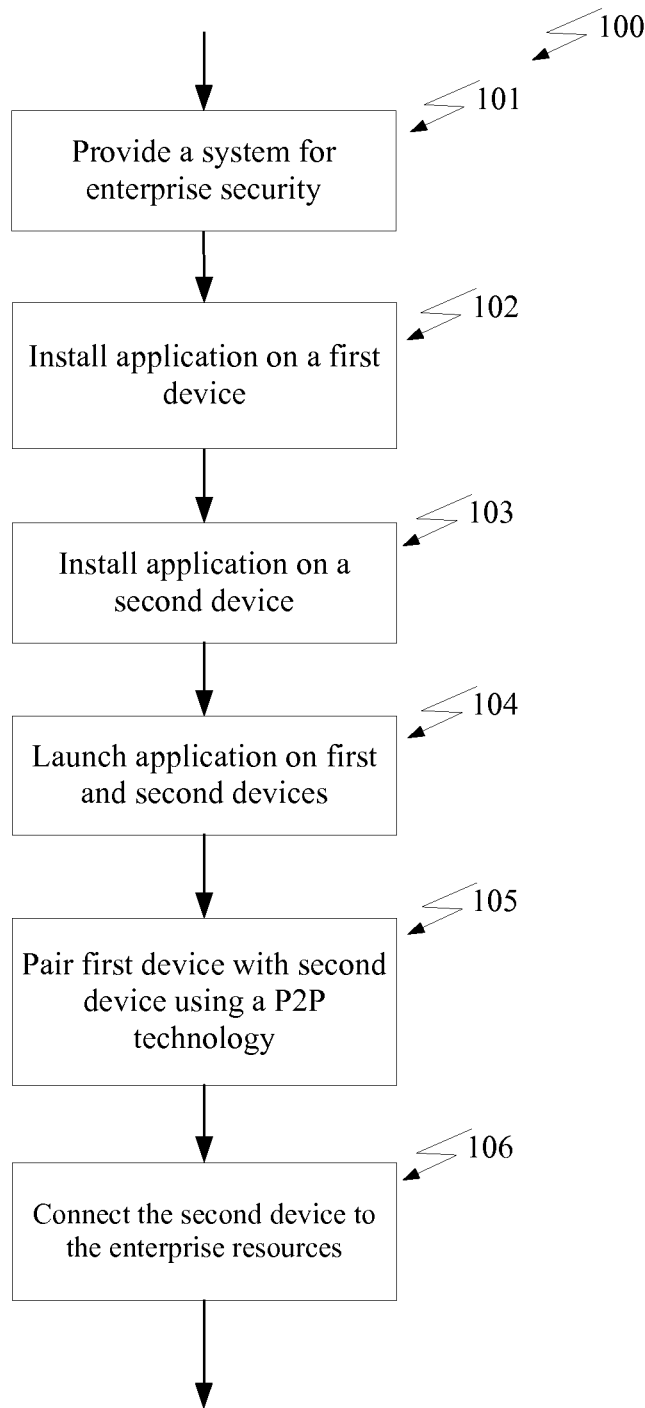 100
101
Provide a system for
enterprise security
102
Install application on a first
device
103
Install application on a
second device
104
Launch application on first
and second devices
105
Pair first device with second
device using a P2P
technology
106
Connect the second device to
the enterprise resources